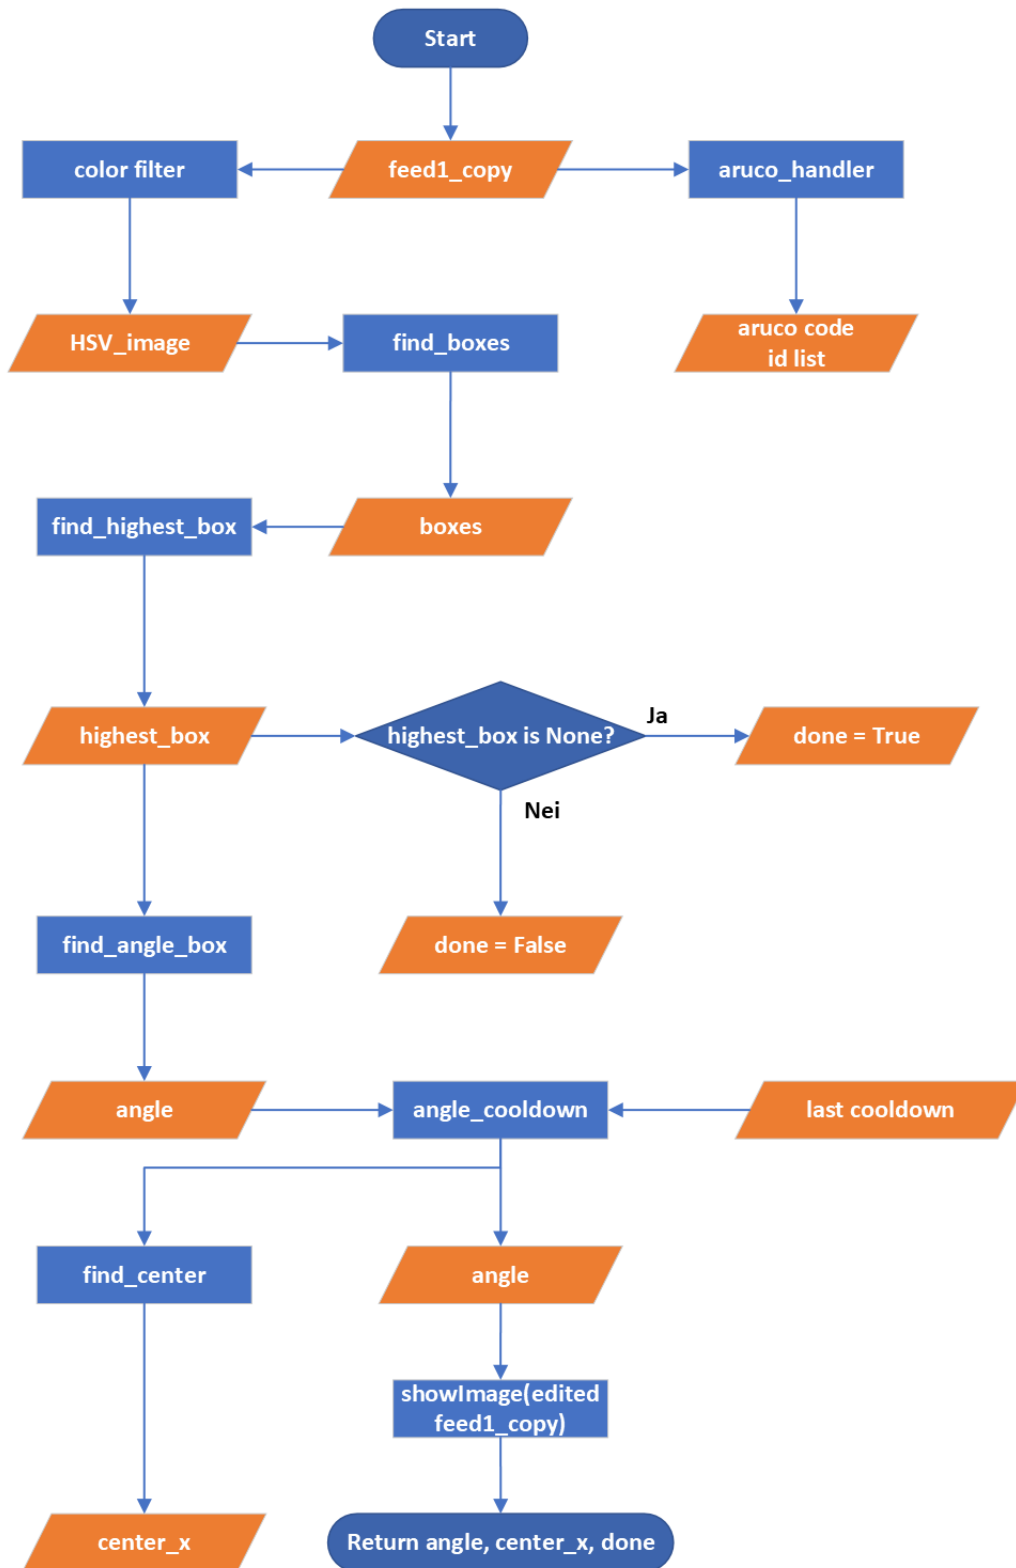 Start
color filter
feed1_copy
aruco_handler
HSV_image
find_boxes
aruco code
id list
find_highest_box
boxes
highest_box
highest_box is None?
Ja
done = True
Nei
find_angle_box
done = False
angle
angle_cooldown
last cooldown
find_center
angle
showImage(edited
feed1_copy)
center_x
Return angle, center_x, done